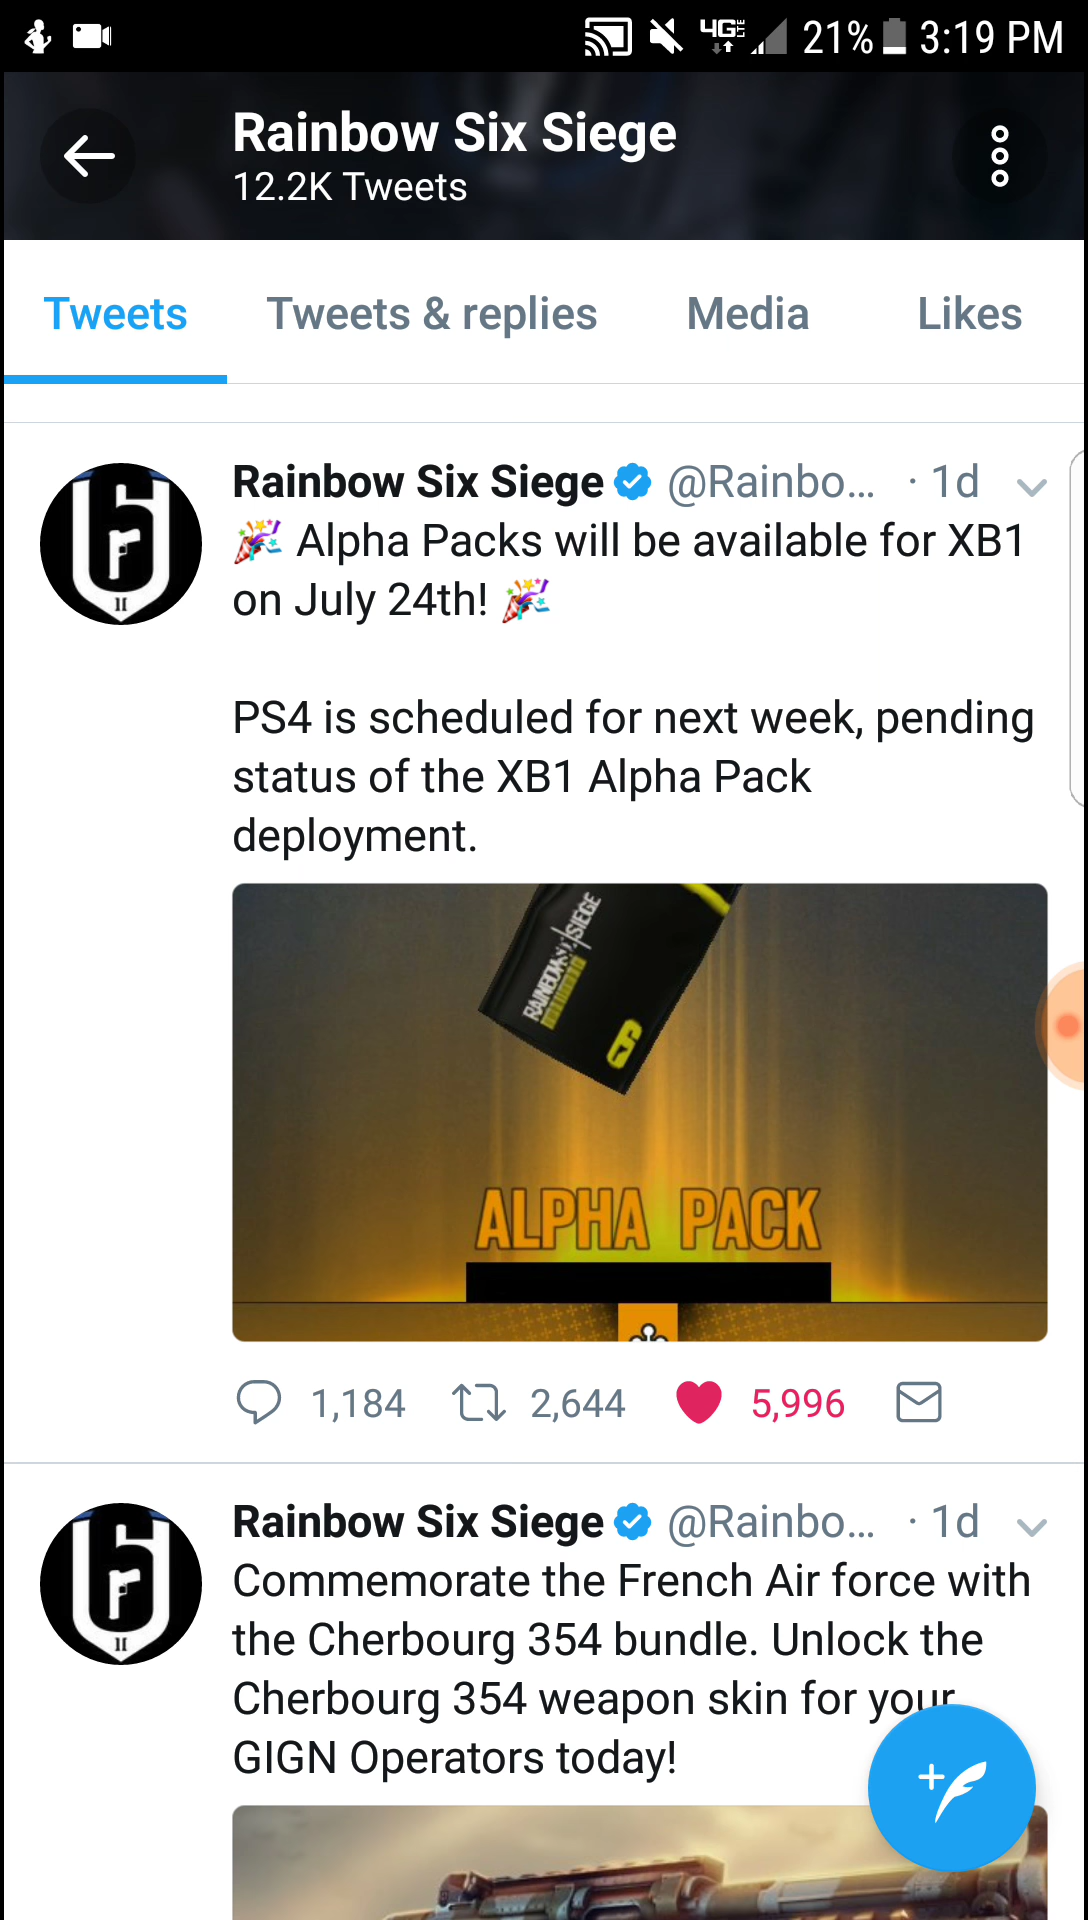 4G LTE 21% 3:19 PM
Rainbow Six Siege
12.2K Tweets
Tweets Tweets & replies Media Likes
Rainbow Six Siege @Rainbo... · 1d
🎉 Alpha Packs will be available for XB1
on July 24th! 🎉
PS4 is scheduled for next week, pending
status of the XB1 Alpha Pack
deployment.
RAINBOW SIX SIEGE
6
ALPHA PACK
1,184 2,644 5,996
Rainbow Six Siege @Rainbo... · 1d
Commemorate the French Air force with
the Cherbourg 354 bundle. Unlock the
Cherbourg 354 weapon skin for your
GIGN Operators today!